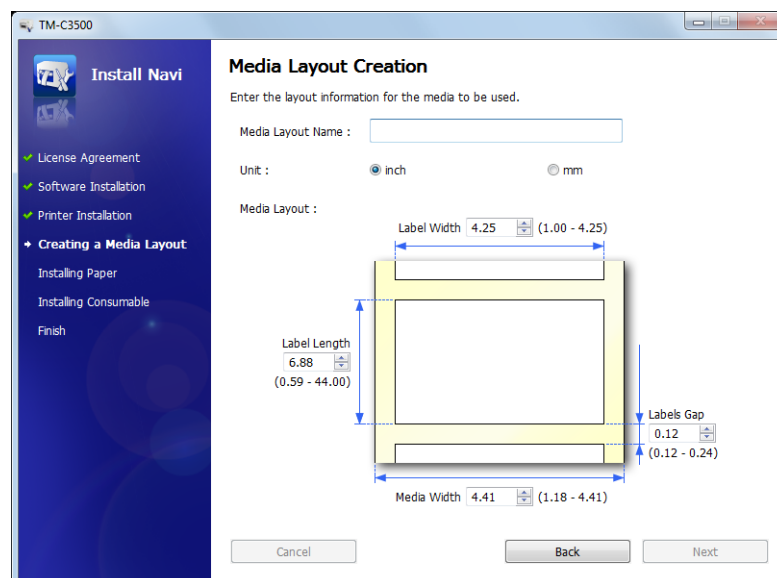 TM-C3500
Install Navi
License Agreement
Software Installation
Printer Installation
Creating a Media Layout
Installing Paper
Installing Consumable
Finish
Media Layout Creation
Enter the layout information for the media to be used.
Media Layout Name :
Unit : inch mm
Media Layout :
Label Width 4.25 (1.00 - 4.25)
Label Length
6.88
(0.59 - 44.00)
Labels Gap
0.12
(0.12 - 0.24)
Media Width 4.41 (1.18 - 4.41)
Cancel Back Next